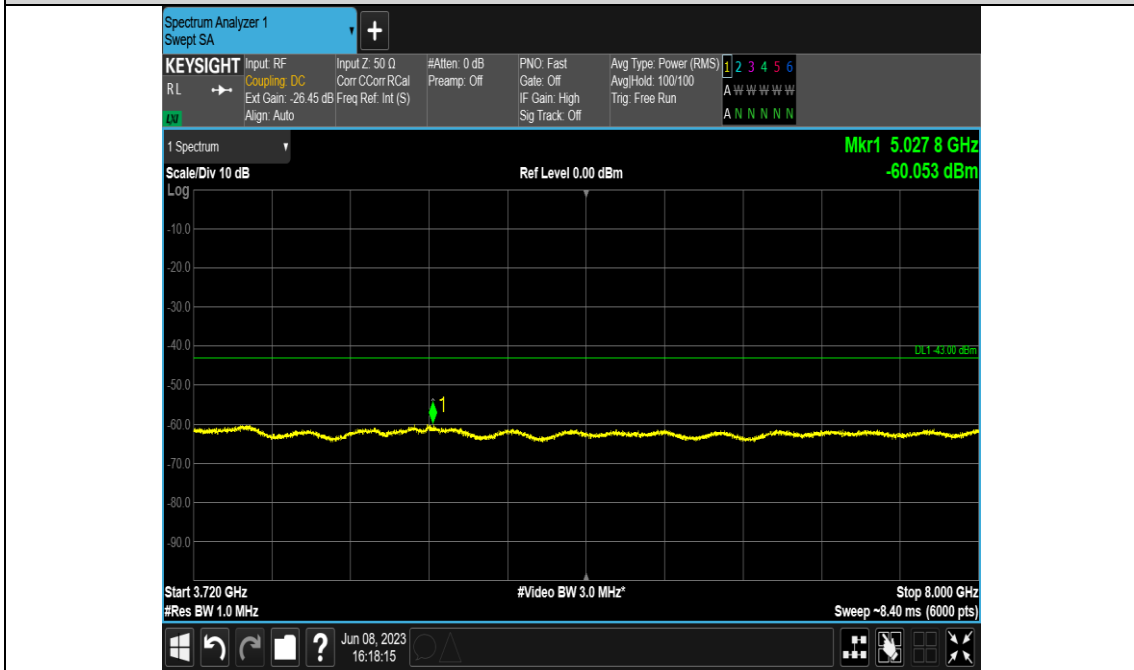 Spectrum Analyzer 1
Swept SA
+
KEYSIGHT
RL
LXI
Input: RF
Coupling: DC
Ext Gain: -26.45 dB
Align: Auto
Input Z: 50 Ω
Corr CCorr RCal
Freq Ref: Int (S)
#Atten: 0 dB
Preamp: Off
PNO: Fast
Gate: Off
IF Gain: High
Sig Track: Off
Avg Type: Power (RMS)
Avg|Hold: 100/100
Trig: Free Run
1 2 3 4 5 6
A W W W W W
A N N N N N
1 Spectrum
Mkr1 5.027 8 GHz
Scale/Div 10 dB
Ref Level 0.00 dBm
-60.053 dBm
Log
-10.0
-20.0
-30.0
-40.0
DL1 -43.00 dBm
-50.0
1
-60.0
-70.0
-80.0
-90.0
Start 3.720 GHz
#Video BW 3.0 MHz*
Stop 8.000 GHz
#Res BW 1.0 MHz
Sweep ~8.40 ms (6000 pts)
?
Jun 08, 2023
16:18:15